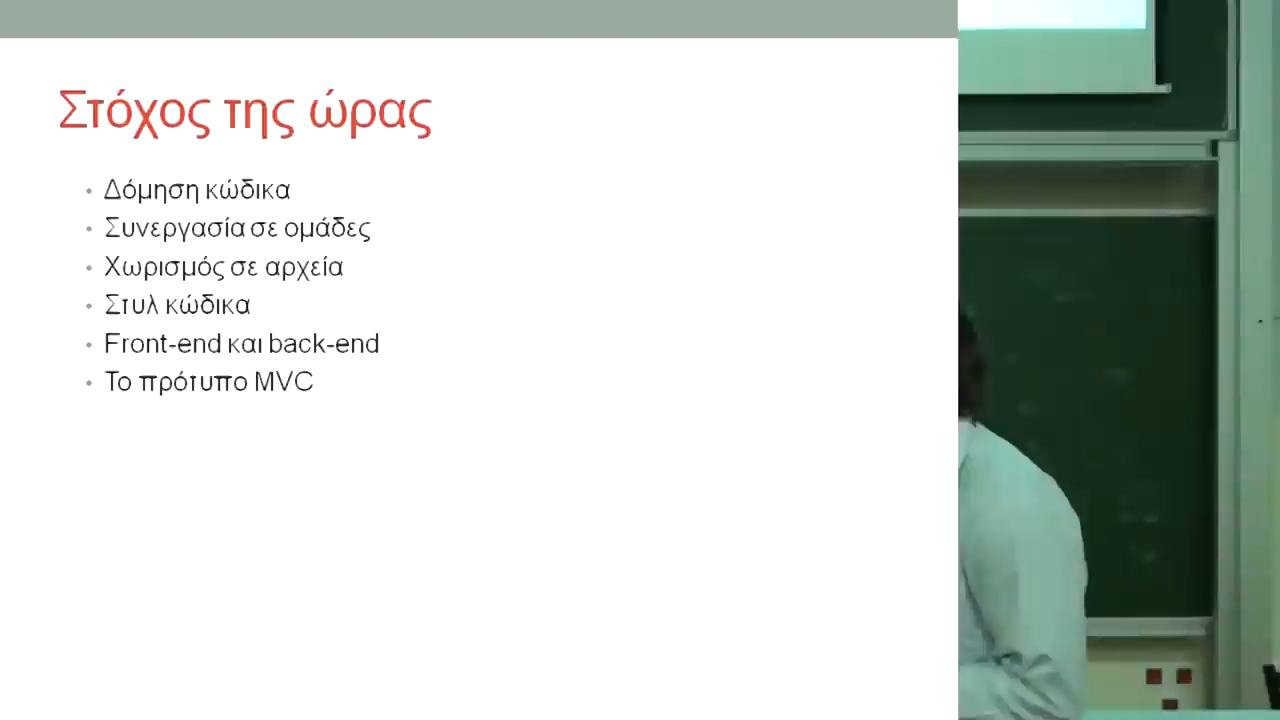 Στόχος της ώρας
• Δόμηση κώδικα
• Συνεργασία σε ομάδες
• Χωρισμός σε αρχεία
• Στυλ κώδικα
• Front-end και back-end
• Το πρότυπο MVC